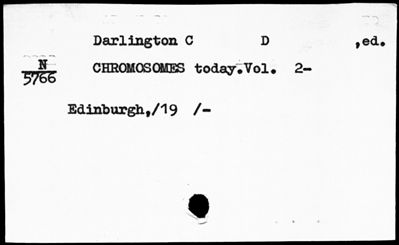 Darlington C D ,ed.
N
5766
CHROMOSOMES today.Vol. 2-
Edinburgh,/19 /-